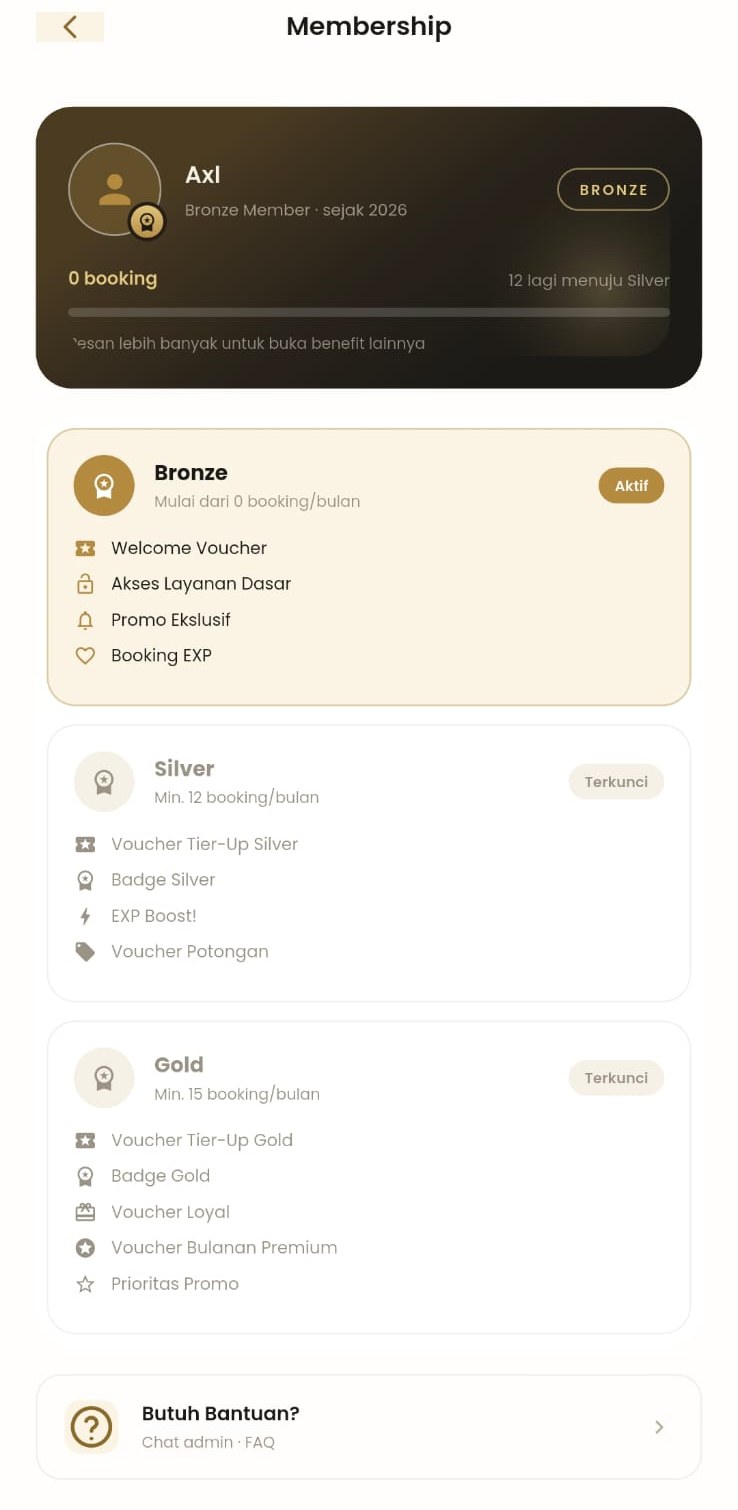 Membership
Axl
Bronze Member · sejak 2026
BRONZE
0 booking
12 lagi menuju Silver
esan lebih banyak untuk buka benefit lainnya
Bronze
Mulai dari 0 booking/bulan
Aktif
Welcome Voucher
Akses Layanan Dasar
Promo Ekslusif
Booking EXP
Silver
Min. 12 booking/bulan
Terkunci
Voucher Tier-Up Silver
Badge Silver
EXP Boost!
Voucher Potongan
Gold
Min. 15 booking/bulan
Terkunci
Voucher Tier-Up Gold
Badge Gold
Voucher Loyal
Voucher Bulanan Premium
Prioritas Promo
Butuh Bantuan?
Chat admin · FAQ